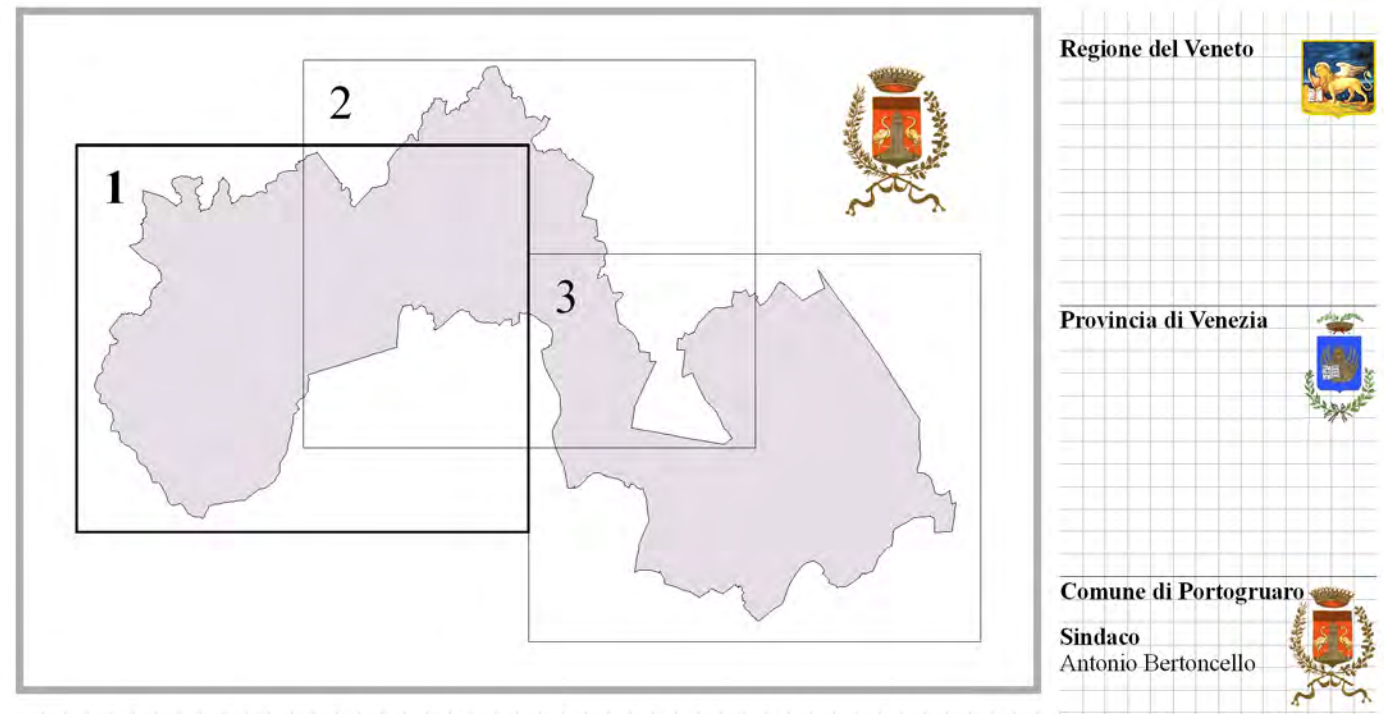 1
2
3
Regione del Veneto
Provincia di Venezia
Comune di Portogruaro
Sindaco
Antonio Bertoncello